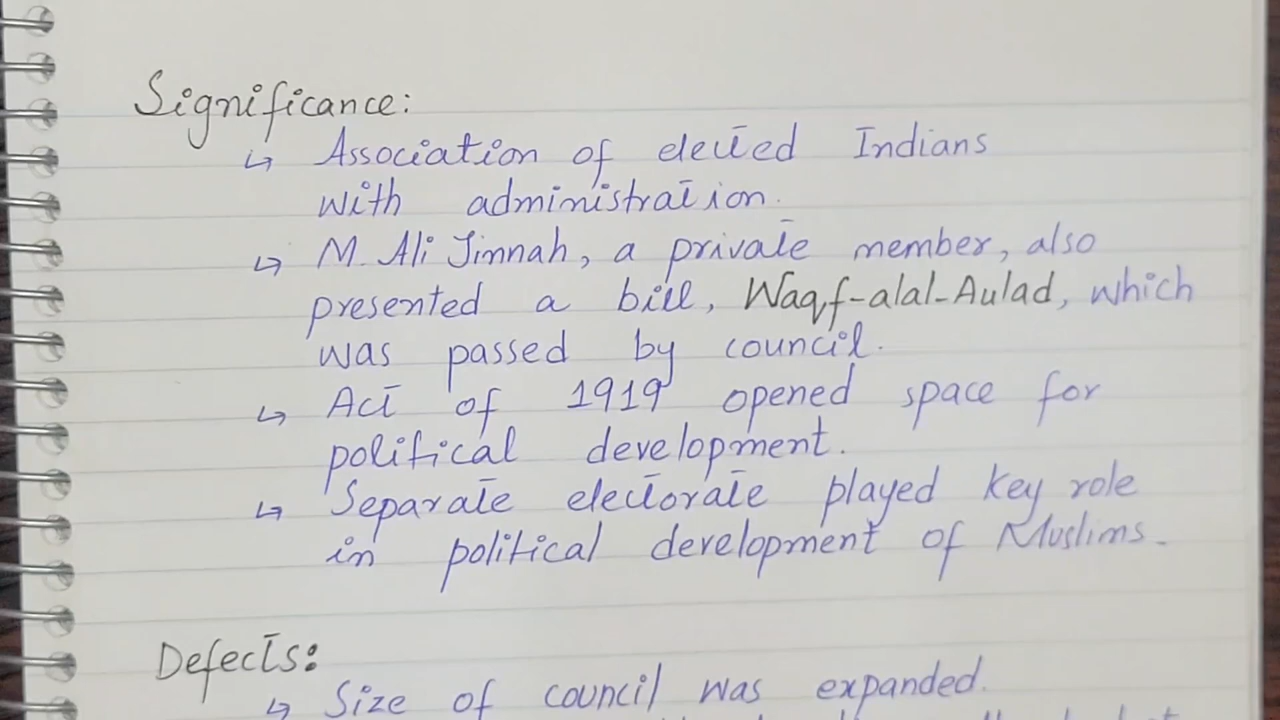 Significance:
↳ Association of elected Indians
with administration.
↳ M. Ali Jinnah, a private member, also
presented a bill, Waqf-alal-Aulad, which
was passed by council.
↳ Act of 1919 opened space for
political development.
↳ Separate electorate played key role
in political development of Muslims.
Defects:
↳ Size of council was expanded.